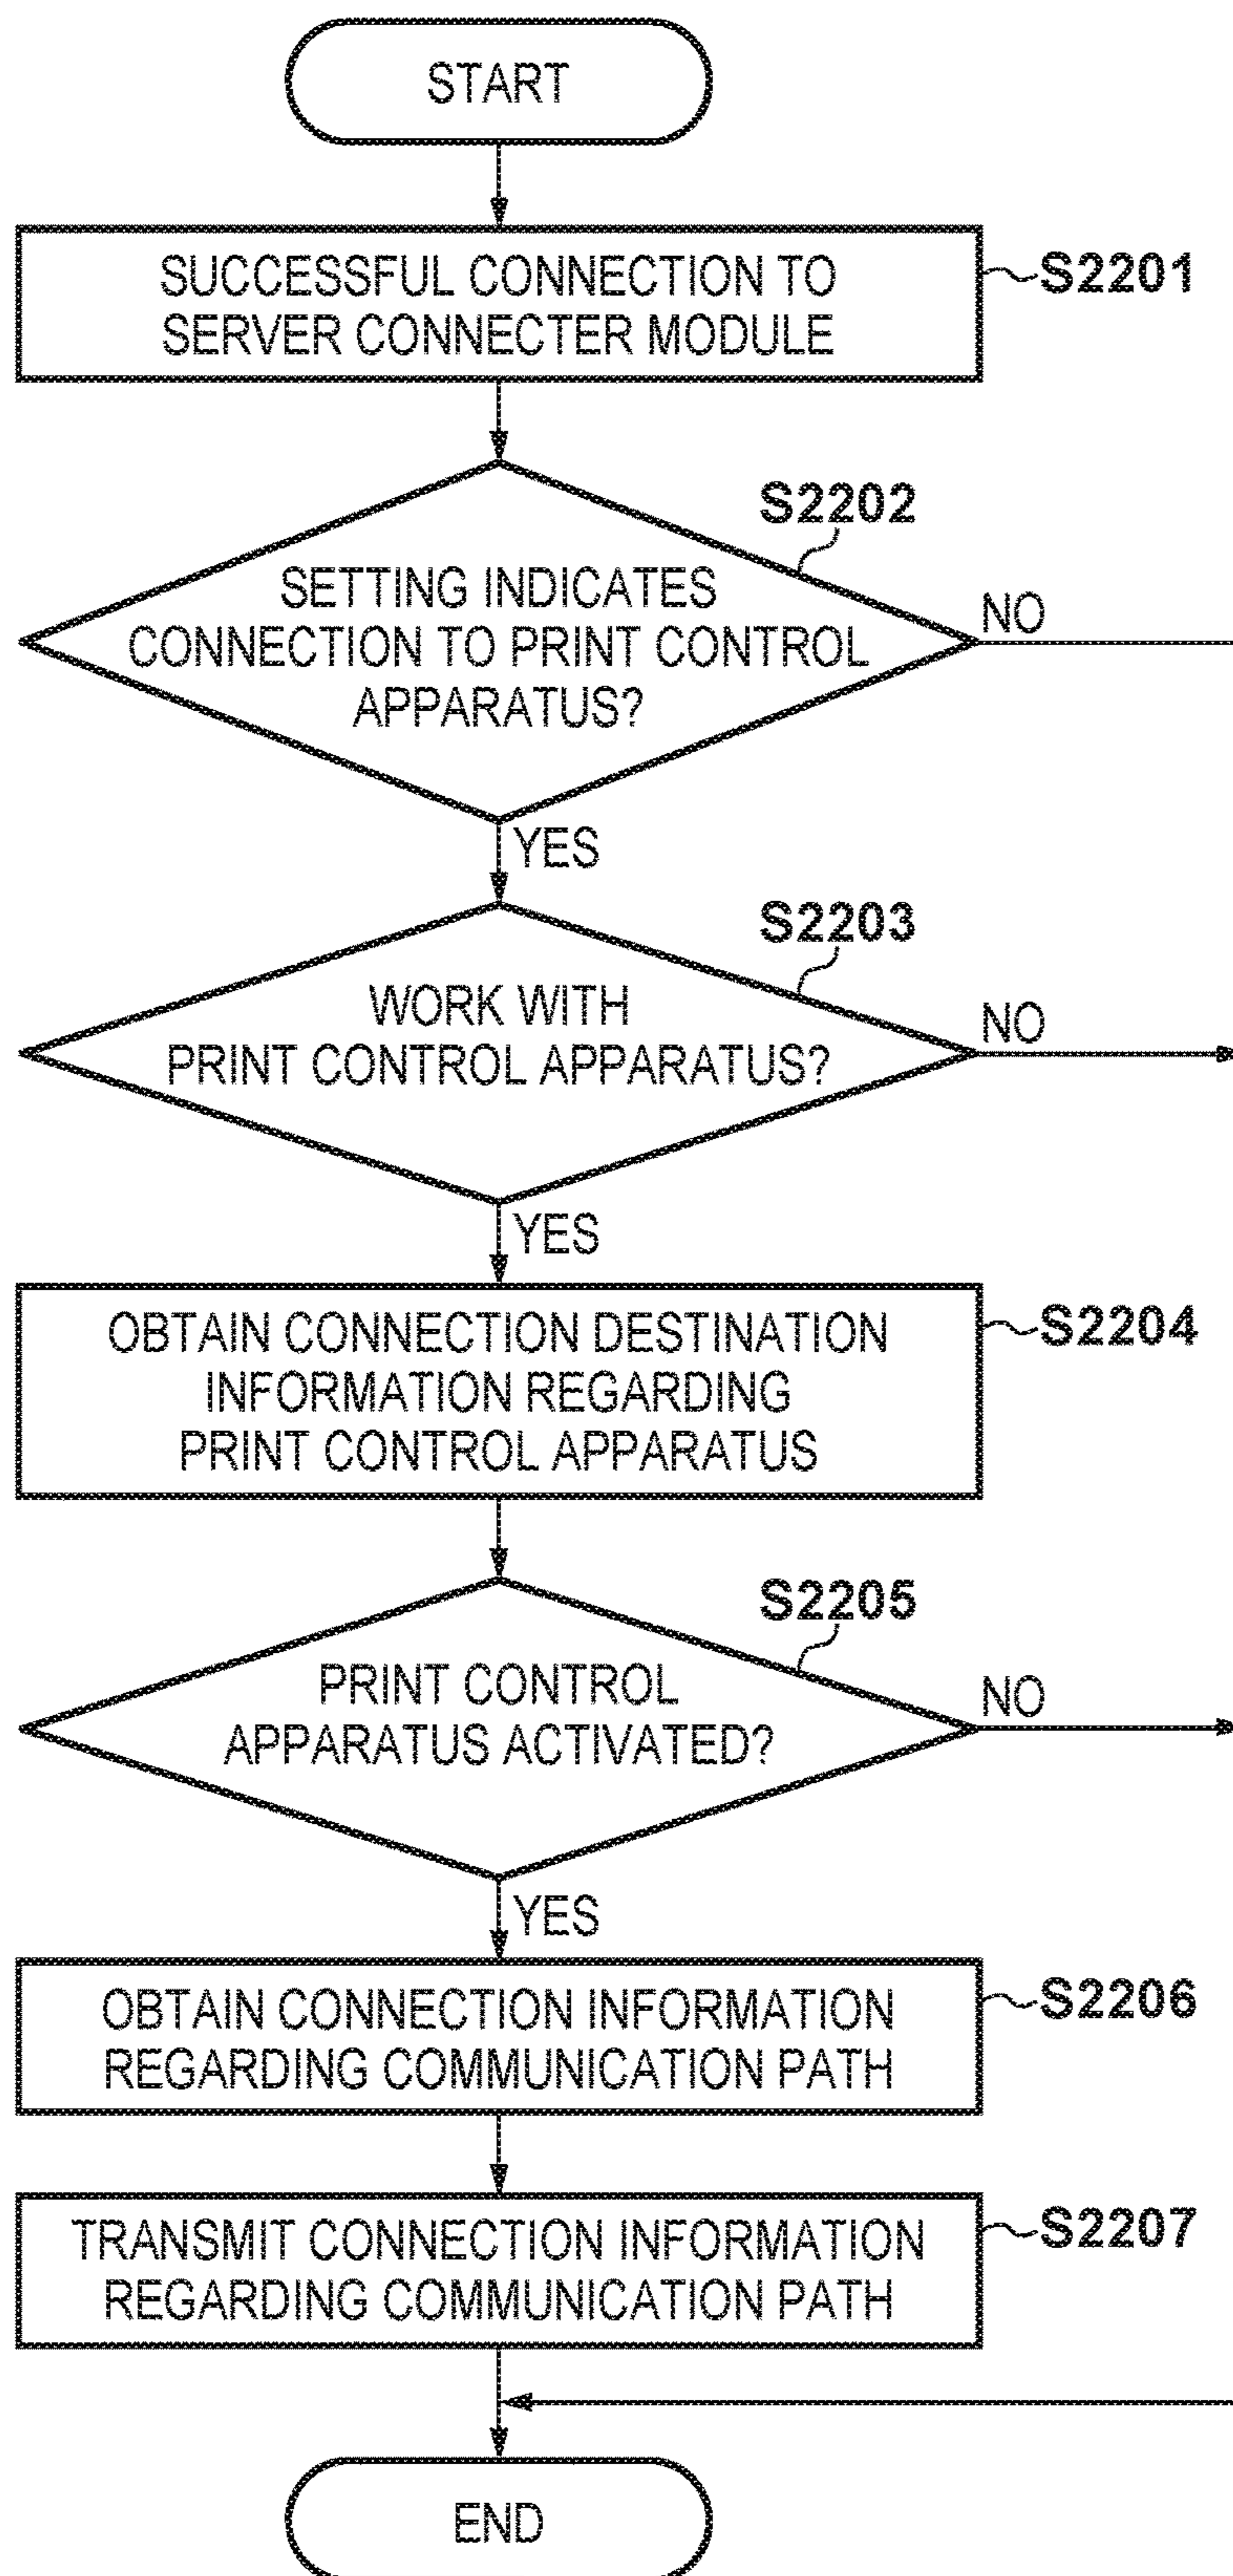 START
SUCCESSFUL CONNECTION TO
SERVER CONNECTER MODULE
S2201
S2202
SETTING INDICATES
CONNECTION TO PRINT CONTROL
APPARATUS?
NO
YES
S2203
WORK WITH
PRINT CONTROL APPARATUS?
NO
YES
OBTAIN CONNECTION DESTINATION
INFORMATION REGARDING
PRINT CONTROL APPARATUS
S2204
S2205
PRINT CONTROL
APPARATUS ACTIVATED?
NO
YES
OBTAIN CONNECTION INFORMATION
REGARDING COMMUNICATION PATH
S2206
TRANSMIT CONNECTION INFORMATION
REGARDING COMMUNICATION PATH
S2207
END